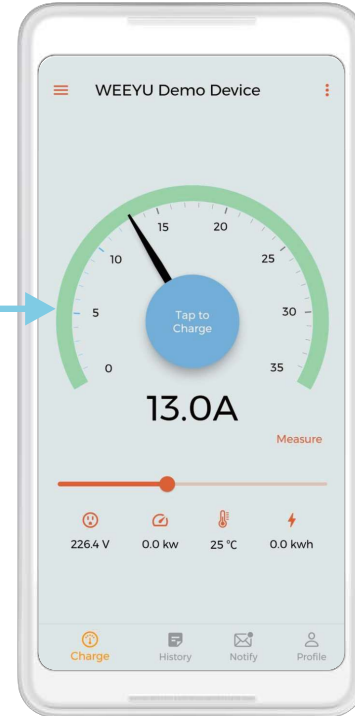 WEEYU Demo Device
15
20
10
25
5
Tap to
Charge
30
0
35
13.0A
Measure
226.4 V
0.0 kw
25 °C
0.0 kwh
Charge
History
Notify
Profile